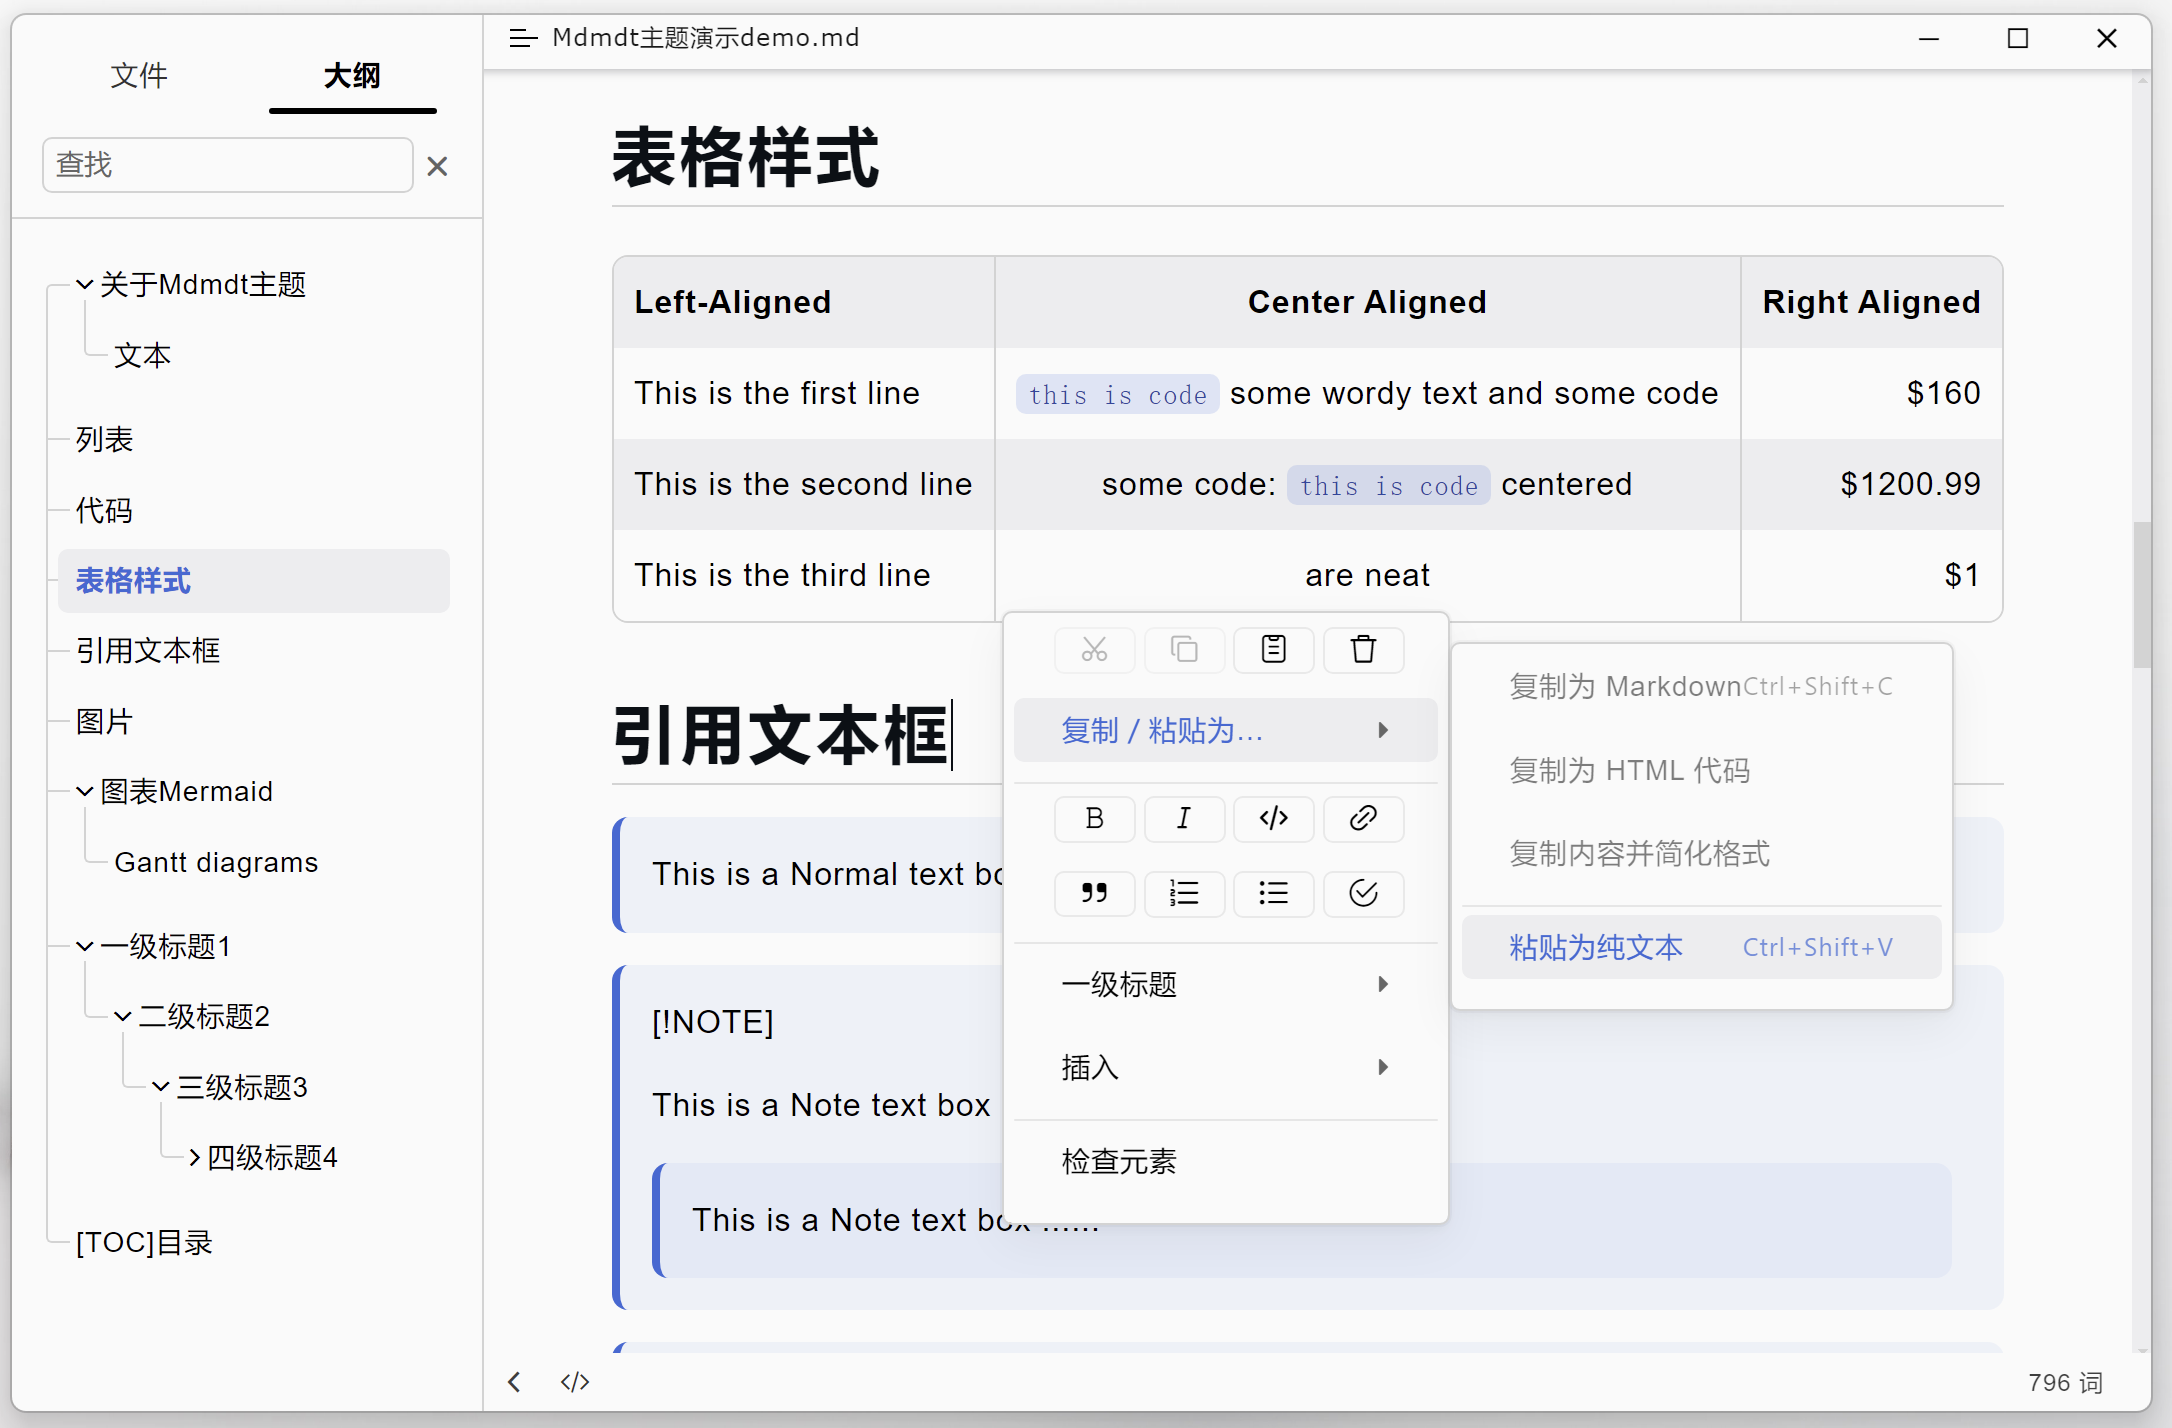 文件
大纲
查找
关于Mdmdt主题
文本
列表
代码
表格样式
引用文本框
图片
图表Mermaid
Gantt diagrams
一级标题1
二级标题2
三级标题3
四级标题4
[TOC]目录
Mdmdt主题演示demo.md
表格样式
Left-Aligned Center Aligned Right Aligned
This is the first line this is code some wordy text and some code $160
This is the second line some code: this is code centered $1200.99
This is the third line are neat $1
引用文本框
This is a Normal text
[!NOTE]
This is a Note text box
This is a Note text box ......
复制 / 粘贴为...
B I </>
一级标题
插入
检查元素
复制为 Markdown Ctrl+Shift+C
复制为 HTML 代码
复制内容并简化格式
粘贴为纯文本 Ctrl+Shift+V
</>
796 词